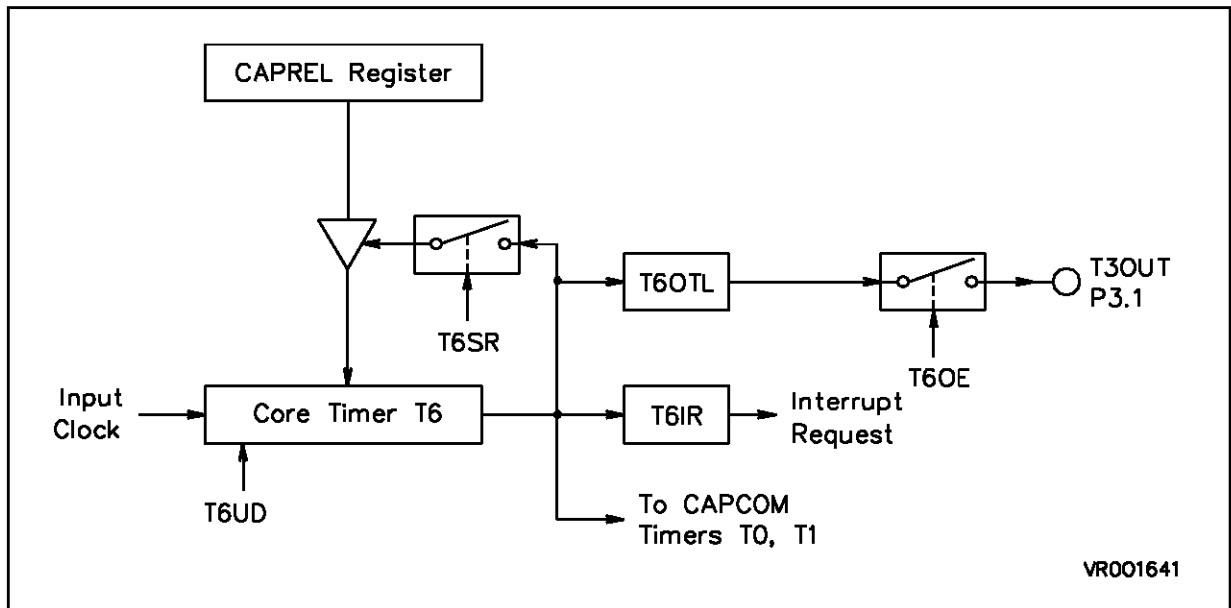 CAPREL Register
T6SR
T6OTL
T6OE
T3OUT
P3.1
Input
Clock
Core Timer T6
T6UD
T6IR
Interrupt
Request
To CAPCOM
Timers T0, T1
VR001641